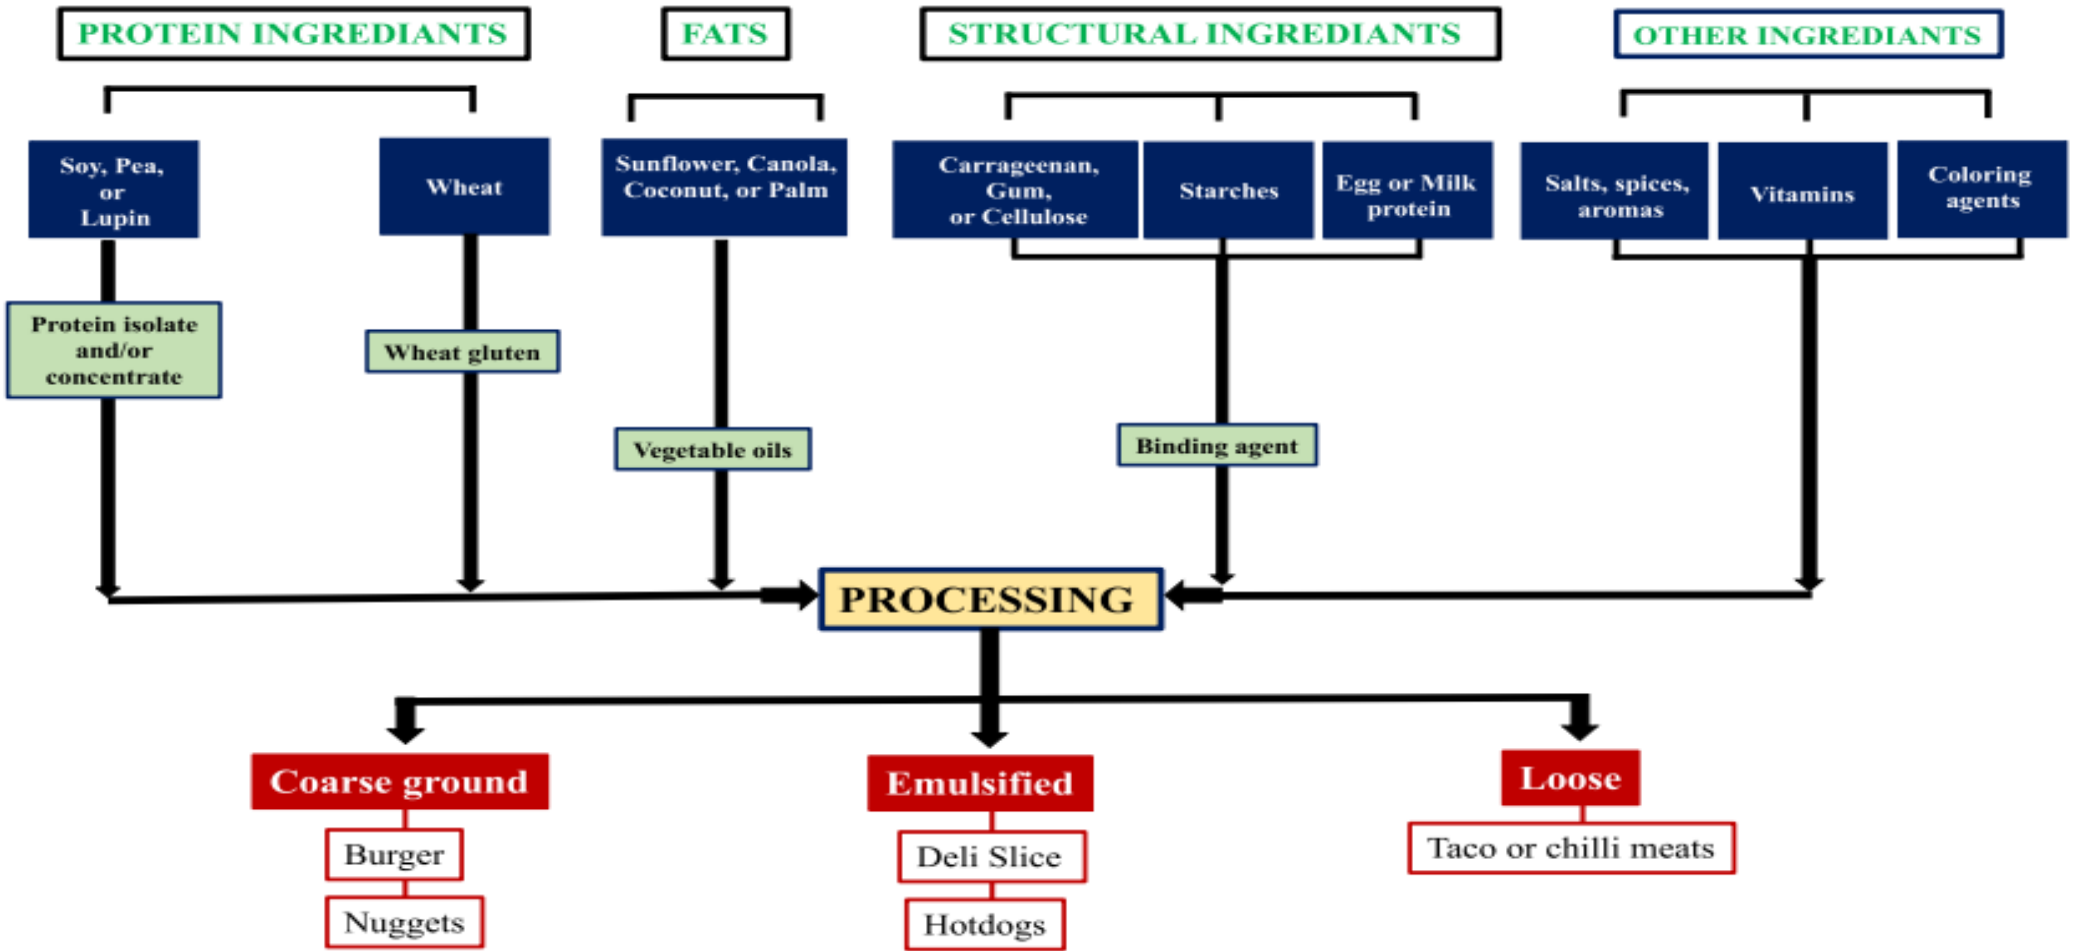 PROTEIN INGREDIANTS
FATS
STRUCTURAL INGREDIANTS
OTHER INGREDIANTS
Soy, Pea,
or
Lupin
Wheat
Sunflower, Canola,
Coconut, or Palm
Carrageenan,
Gum,
or Cellulose
Starches
Egg or Milk
protein
Salts, spices,
aromas
Vitamins
Coloring
agents
Protein isolate
and/or
concentrate
Wheat gluten
Vegetable oils
Binding agent
PROCESSING
Coarse ground
Burger
Nuggets
Emulsified
Deli Slice
Hotdogs
Loose
Taco or chilli meats